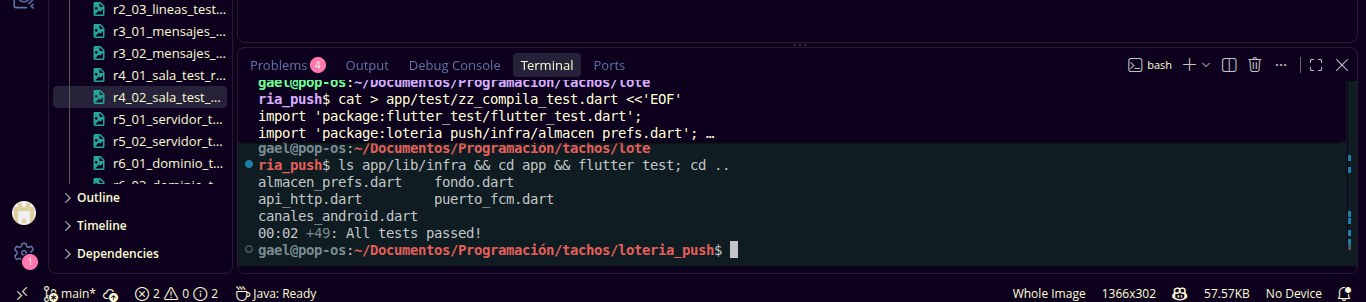 r2_03_lineas_test...
r3_01_mensajes_...
r3_02_mensajes_...
r4_01_sala_test_r...
r4_02_sala_test_...
r5_01_servidor_t...
r5_02_servidor_t...
r6_01_dominio_t...
r6_02_dominio_t...
Outline
Timeline
Dependencies
1
Problems 4 Output Debug Console Terminal Ports
bash
gael@pop-os:~/Documentos/Programación/tachos/lote
ria_push$ cat > app/test/zz_compila_test.dart <<'EOF'
import 'package:flutter_test/flutter_test.dart';
import 'package:loteria_push/infra/almacen_prefs.dart'; …
gael@pop-os:~/Documentos/Programación/tachos/lote
ria_push$ ls app/lib/infra && cd app && flutter test; cd ..
almacen_prefs.dart    fondo.dart
api_http.dart         puerto_fcm.dart
canales_android.dart
00:02 +49: All tests passed!
gael@pop-os:~/Documentos/Programación/tachos/loteria_push$
main* 2 0 2 Java: Ready Whole Image 1366x302 57.57KB No Device